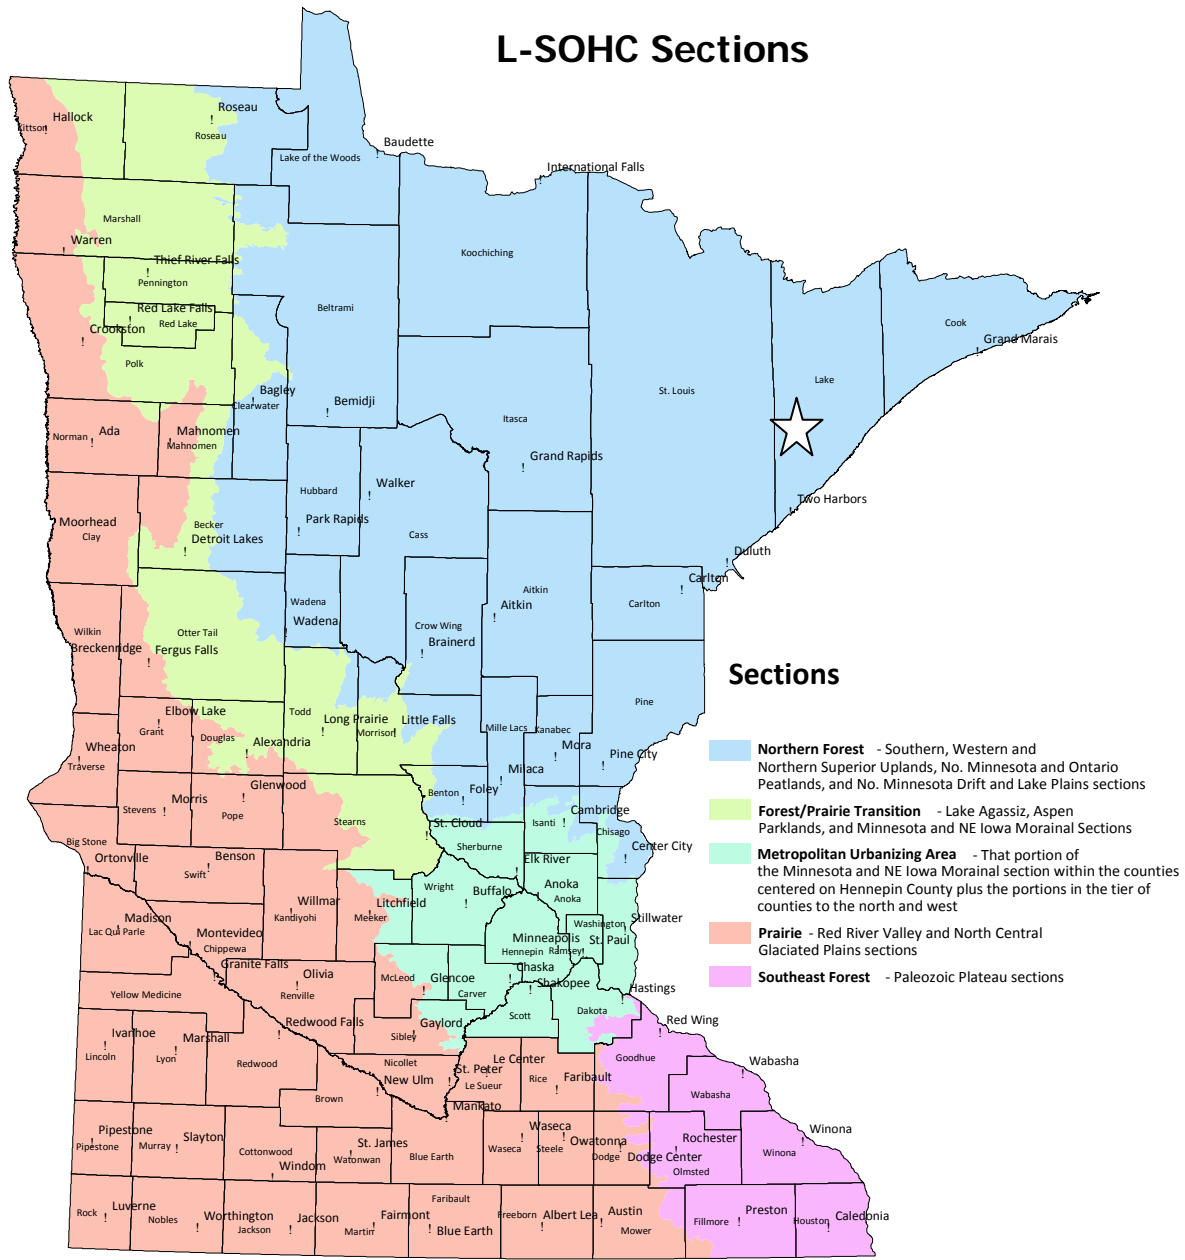 L-SOHC Sections
Roseau
Hallock
Kittson
Roseau
Baudette
Lake of the Woods
International Falls
Marshall
Warren
Koochiching
Thief River Falls
Pennington
Beltrami
Red Lake Falls
Red Lake
Crookston
Cook
Grand Marais
Polk
Lake
St. Louis
Bagley
Clearwater
Bemidji
Itasca
Ada
Norman
Mahnomen
Mahnomen
Grand Rapids
Walker
Hubbard
Two Harbors
Park Rapids
Moorhead
Clay
Becker
Detroit Lakes
Cass
Duluth
Carlton
Aitkin
Aitkin
Carlton
Wadena
Wadena
Crow Wing
Brainerd
Wilkin
Breckenridge
Otter Tail
Fergus Falls
Pine
Elbow Lake
Grant
Todd
Long Prairie
Morrison
Little Falls
Mille Lacs
Kanabec
Mora
Douglas
Alexandria
Wheaton
Traverse
Pine City
Milaca
Glenwood
Benton
Foley
Morris
Stevens
Pope
Stearns
St. Cloud
Isanti
Cambridge
Chisago
Center City
Big Stone
Ortonville
Benson
Swift
Sherburne
Elk River
Wright
Buffalo
Anoka
Anoka
Willmar
Kandiyohi
Litchfield
Meeker
Madison
Lac Qui Parle
Montevideo
Chippewa
Washington
Stillwater
Minneapolis
Hennepin
Ramsey
St. Paul
Granite Falls
Olivia
Renville
McLeod
Glencoe
Carver
Chaska
Shakopee
Hastings
Yellow Medicine
Scott
Dakota
Redwood Falls
Gaylord
Sibley
Red Wing
Ivanhoe
Lincoln
Marshall
Lyon
Redwood
Nicollet
New Ulm
St. Peter
Le Center
Le Sueur
Rice
Faribault
Goodhue
Wabasha
Wabasha
Brown
Mankato
Pipestone
Pipestone
Slayton
Murray
Cottonwood
Windom
St. James
Watonwan
Blue Earth
Waseca
Waseca
Steele
Owatonna
Dodge
Dodge Center
Rochester
Olmsted
Winona
Winona
Rock
Luverne
Nobles
Worthington
Jackson
Jackson
Martin
Fairmont
Faribault
Blue Earth
Freeborn
Albert Lea
Austin
Mower
Fillmore
Preston
Houston
Caledonia
Sections
Northern Forest - Southern, Western and
Northern Superior Uplands, No. Minnesota and Ontario
Peatlands, and No. Minnesota Drift and Lake Plains sections
Forest/Prairie Transition - Lake Agassiz, Aspen
Parklands, and Minnesota and NE Iowa Morainal Sections
Metropolitan Urbanizing Area - That portion of
the Minnesota and NE Iowa Morainal section within the counties
centered on Hennepin County plus the portions in the tier of
counties to the north and west
Prairie - Red River Valley and North Central
Glaciated Plains sections
Southeast Forest - Paleozoic Plateau sections